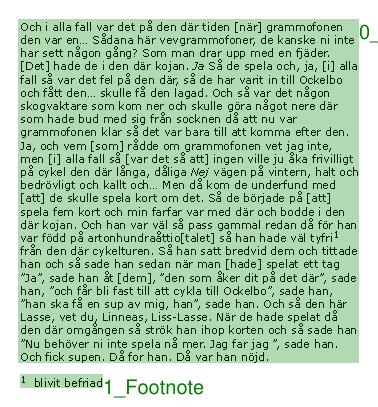 Och i alla fall var det på den där tiden [när] grammofonen
den var en... Sådana här vevgrammofoner, de kanske ni inte
har sett någon gång? Som man drar upp med en fjäder.
[Det] hade de i den där kojan. Ja Så de spela och, ja, [i] alla
fall så var det fel på den där, så de har varit in till Ockelbo
och fått den... skulle få den lagad. Och så var det någon
skogvaktare som kom ner och skulle göra något nere där
som hade bud med sig från socknen då att nu var
grammofonen klar så det var bara till att komma efter den.
Ja, och vem [som] rådde om grammofonen vet jag inte,
men [i] alla fall så [var det så att] ingen ville ju åka frivilligt
på cykel den där långa, dåliga Nej vägen på vintern, halt och
bedrövligt och kallt och... Men då kom de underfund med
[att] de skulle spela kort om det. Så de började på [att]
spela fem kort och min farfar var med där och bodde i den
där kojan. Och han var väl så pass gammal redan då för han
var född på artonhundraåttio[talet] så han hade väl tyfri¹
från den där cykelturen. Så han satt bredvid dem och tittade
han och så sade han sedan när man [hade] spelat ett tag
”Ja”, sade han åt [dem], ”den som åker dit på det där”, sade
han, ”och får bli fast till att cykla till Ockelbo”, sade han,
”han ska få en sup av mig, han”, sade han. Och så den här
Lasse, vet du, Linneas, Liss-Lasse. När de hade spelat då
den där omgången så strök han ihop korten och så sade han
”Nu behöver ni inte spela nå mer. Jag far jag ”, sade han.
Och fick supen. Då for han. Då var han nöjd.
0_
¹ blivit befriad
1_Footnote